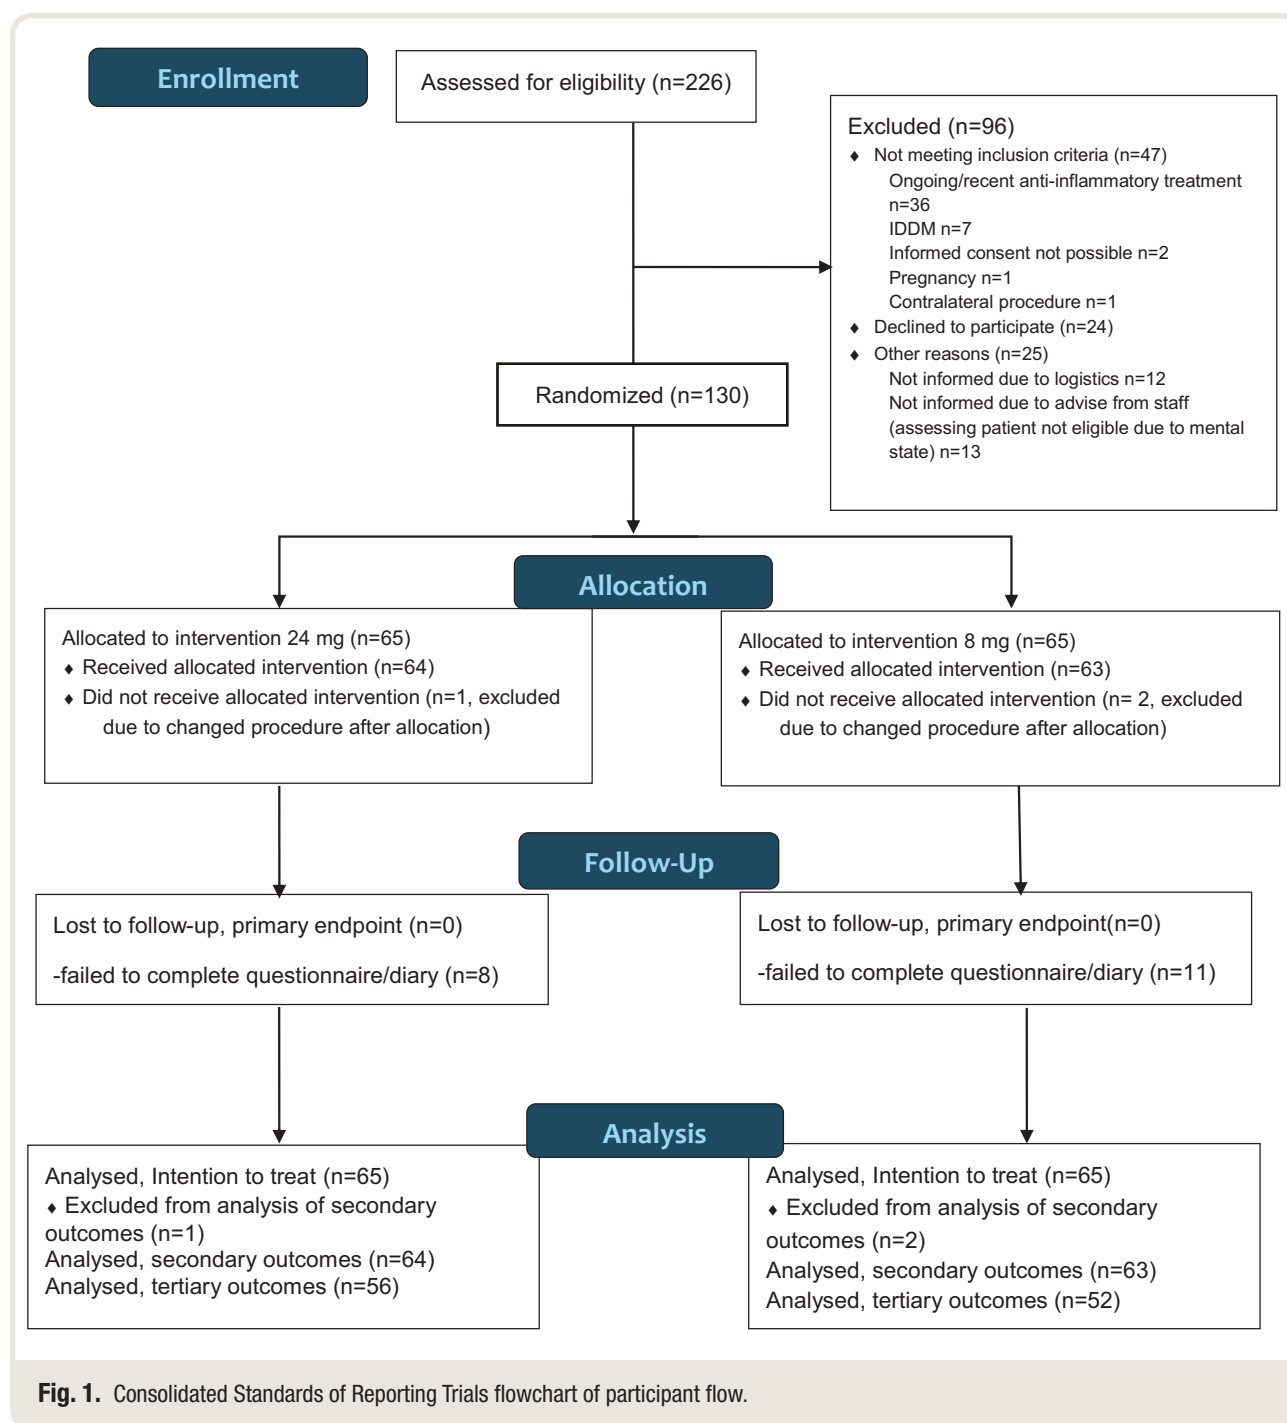 Enrollment
Assessed for eligibility (n=226)
Excluded (n=96)
♦ Not meeting inclusion criteria (n=47)
Ongoing/recent anti-inflammatory treatment
n=36
IDDM n=7
Informed consent not possible n=2
Pregnancy n=1
Contralateral procedure n=1
♦ Declined to participate (n=24)
♦ Other reasons (n=25)
Not informed due to logistics n=12
Not informed due to advise from staff
(assessing patient not eligible due to mental
state) n=13
Randomized (n=130)
Allocation
Allocated to intervention 24 mg (n=65)
♦ Received allocated intervention (n=64)
♦ Did not receive allocated intervention (n=1, excluded
due to changed procedure after allocation)
Allocated to intervention 8 mg (n=65)
♦ Received allocated intervention (n=63)
♦ Did not receive allocated intervention (n= 2, excluded
due to changed procedure after allocation)
Follow-Up
Lost to follow-up, primary endpoint (n=0)
-failed to complete questionnaire/diary (n=8)
Lost to follow-up, primary endpoint(n=0)
-failed to complete questionnaire/diary (n=11)
Analysis
Analysed, Intention to treat (n=65)
♦ Excluded from analysis of secondary
outcomes (n=1)
Analysed, secondary outcomes (n=64)
Analysed, tertiary outcomes (n=56)
Analysed, Intention to treat (n=65)
♦ Excluded from analysis of secondary
outcomes (n=2)
Analysed, secondary outcomes (n=63)
Analysed, tertiary outcomes (n=52)
Fig. 1. Consolidated Standards of Reporting Trials flowchart of participant flow.